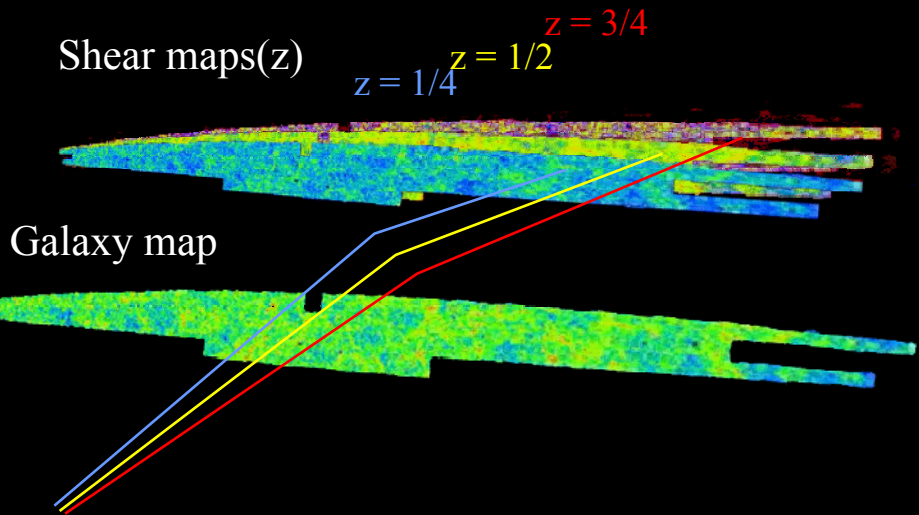 z = 3/4
Shear maps(z)
z = 1/2
z = 1/4
Galaxy map